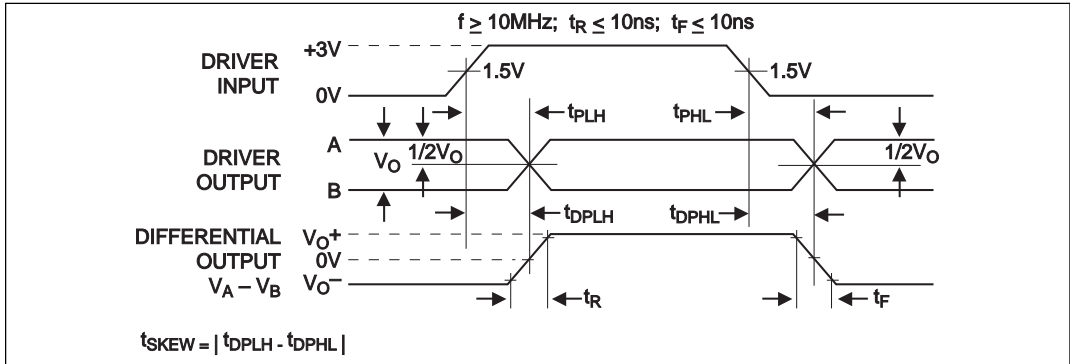 f ≥ 10MHz; tR ≤ 10ns; tF ≤ 10ns
+3V
DRIVER
INPUT
1.5V
1.5V
0V
tPLH
tPHL
A
DRIVER
OUTPUT
VO
1/2VO
1/2VO
B
tDPLH
tDPHL
DIFFERENTIAL
OUTPUT
VA – VB
VO+
0V
VO–
tR
tF
tSKEW = | tDPLH - tDPHL |